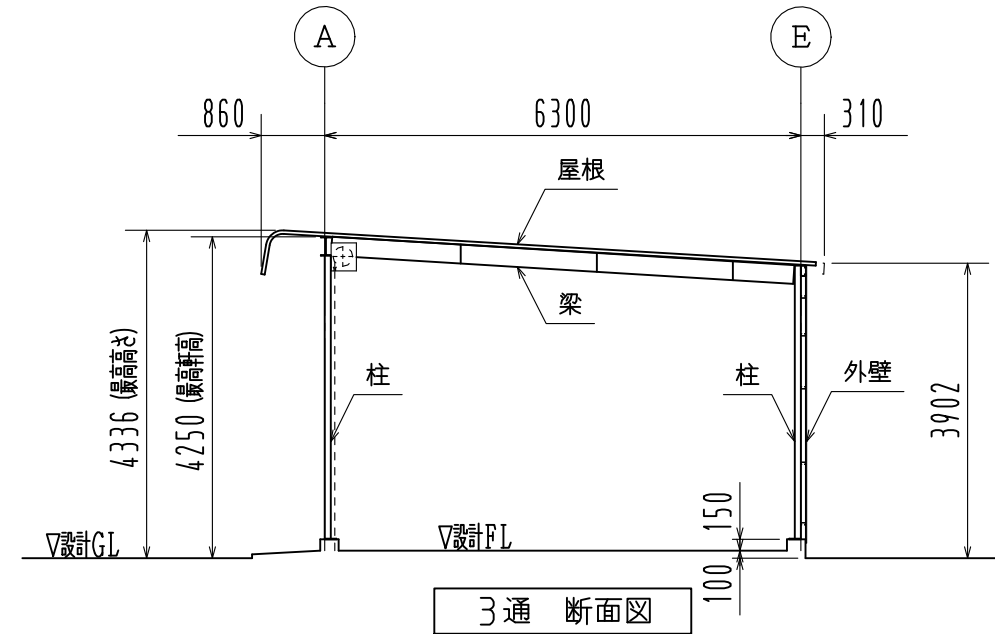 A
E
860
6300
310
屋根
梁
柱
柱
外壁
4336 (最高高さ)
4250 (最高軒高)
3902
150
100
▽設計GL
▽設計FL
3通 断面図